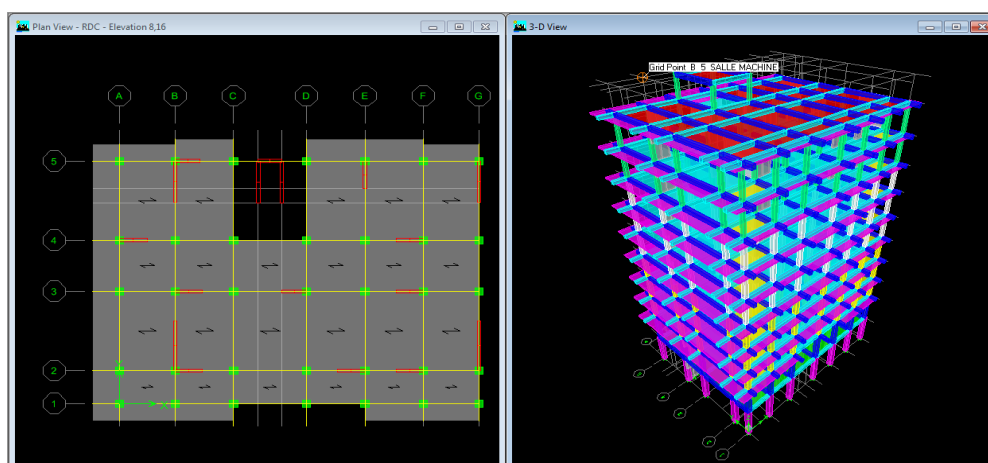 Plan View - RDC - Elevation 8,16
A B C D E F G
5
4
3
2
1
X
3-D View
Grid Point B 5 SALLE MACHINE